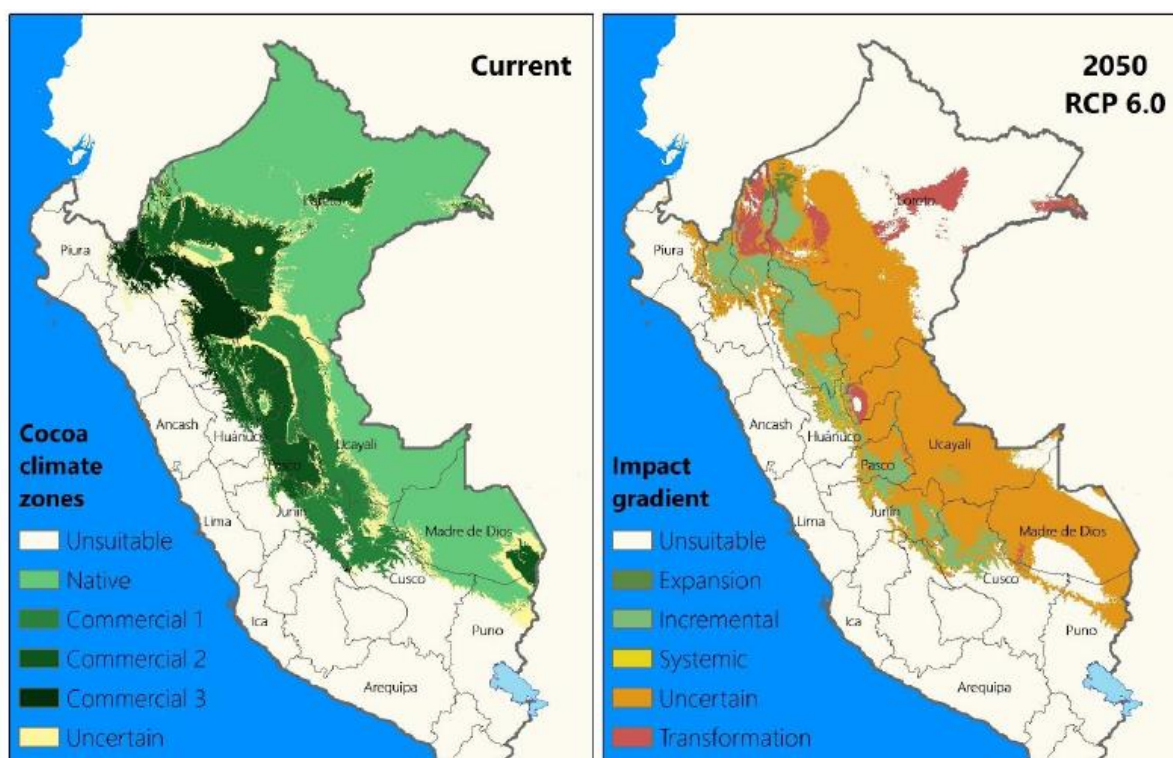 Current
Piura
Ancash
Huánuco
Ucayali
Lima
Junín
Madre de Dios
Cusco
Ica
Puno
Arequipa
Cocoa
climate
zones
Unsuitable
Native
Commercial 1
Commercial 2
Commercial 3
Uncertain
2050
RCP 6.0
Loreto
Piura
Ancash
Huánuco
Ucayali
Pasco
Lima
Junín
Madre de Dios
Cusco
Ica
Puno
Arequipa
Impact
gradient
Unsuitable
Expansion
Incremental
Systemic
Uncertain
Transformation